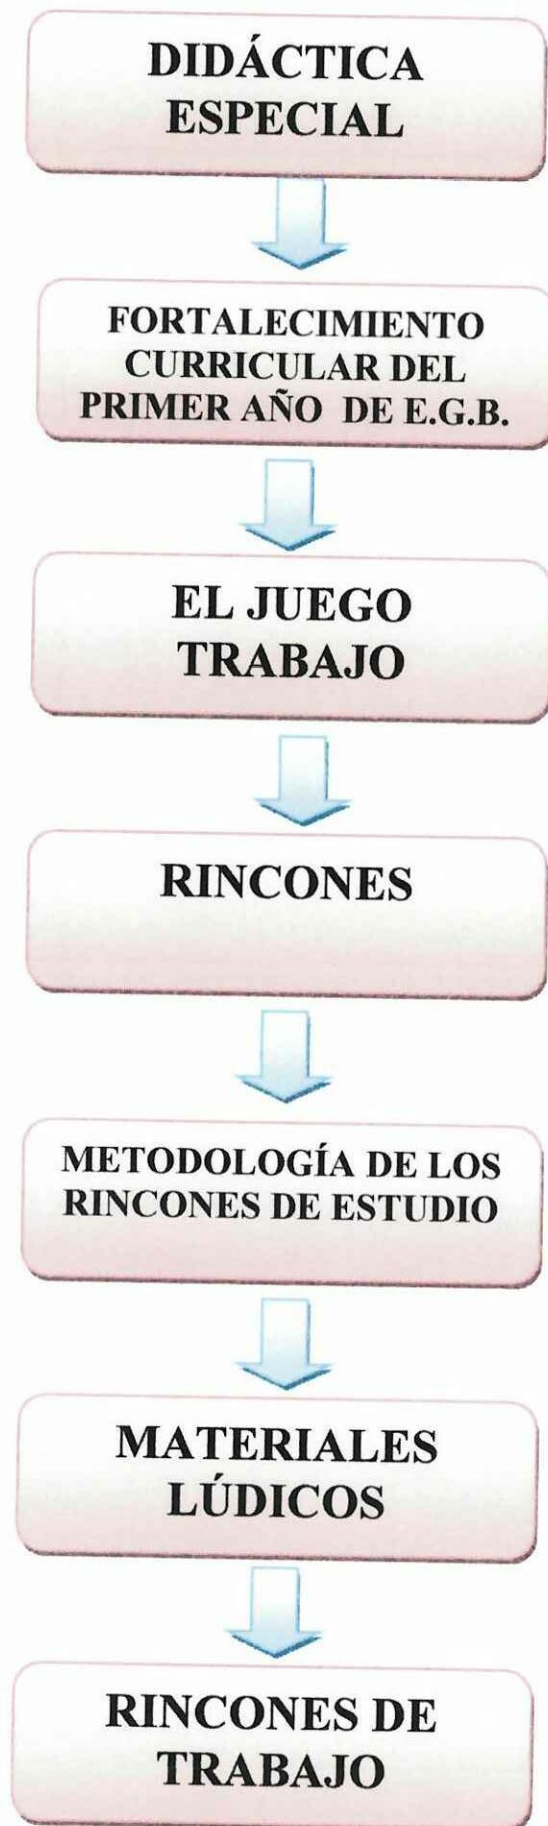 DIDÁCTICA
ESPECIAL
FORTALECIMIENTO
CURRICULAR DEL
PRIMER AÑO DE E.G.B.
EL JUEGO
TRABAJO
RINCONES
METODOLOGÍA DE LOS
RINCONES DE ESTUDIO
MATERIALES
LÚDICOS
RINCONES DE
TRABAJO